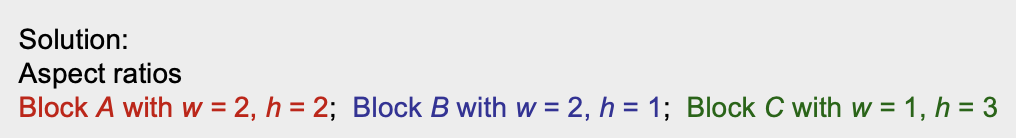 Solution:
Aspect ratios
Block A with w = 2, h = 2; Block B with w = 2, h = 1; Block C with w = 1, h = 3